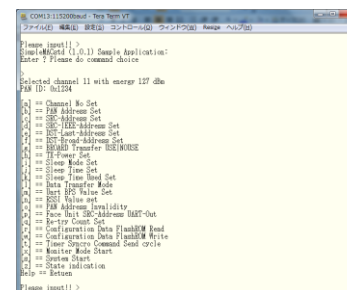 COM13:115200baud - Tera Term VT
ファイル(F) 編集(E) 設定(S) コントロール(O) ウィンドウ(W) Resize ヘルプ(H)
Please input!! >
SimpleMACstd (1.0.1) Sample Application:
Enter ? Please do command choice
>
Selected channel 11 with energy 127 dBm
PAN ID: 0x1234
[a] == Channel No Set
[b] == PAN Address Set
[c] == SRC-Address Set
[d] == SRC-IEEE-Address Set
[e] == DST-Last-Address Set
[f] == DST-Broad-Address Set
[g] == BROARD Transfer USE|NOUSE
[h] == TX-Power Set
[i] == Sleep Mode Set
[j] == Sleep Time Set
[k] == Sleep Time Used Set
[l] == Data Transfer Mode
[m] == Uart BPS Value Set
[n] == RSSI Value set
[o] == PAN Address Invalidity
[p] == Face Unit SRC-Address UART-Out
[q] == Re-try Count Set
[r] == Configuration Data FlashROM Read
[w] == Configuration Data FlashROM Write
[t] == Timer Syncro Command Send cycle
[v] == Moniter Mode Start
[s] == System Start
[z] == State indication
Help == Retuen
Please input!! >